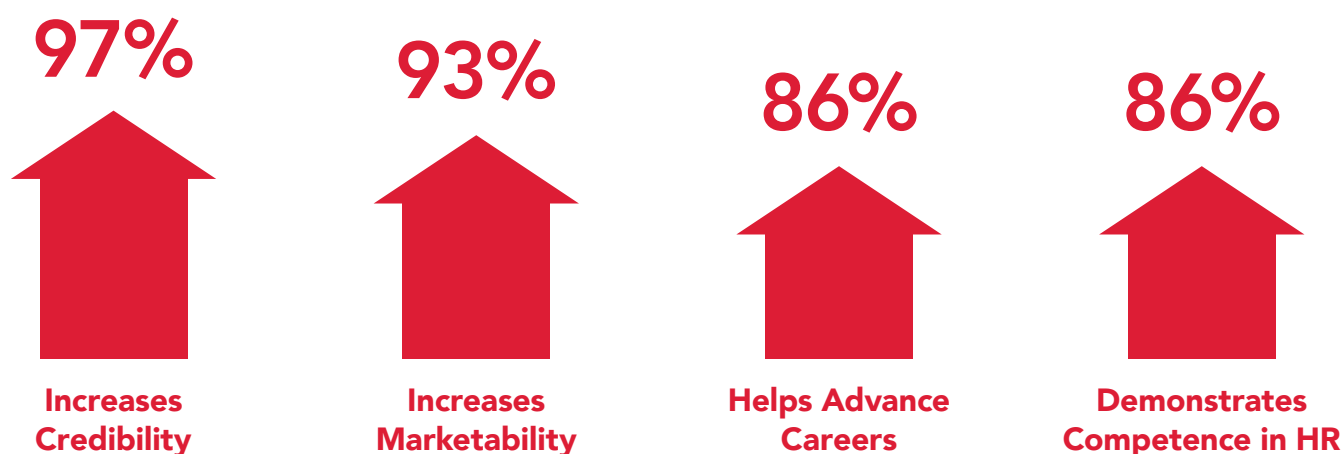 97%
93%
86%
86%
Increases
Credibility
Increases
Marketability
Helps Advance
Careers
Demonstrates
Competence in HR